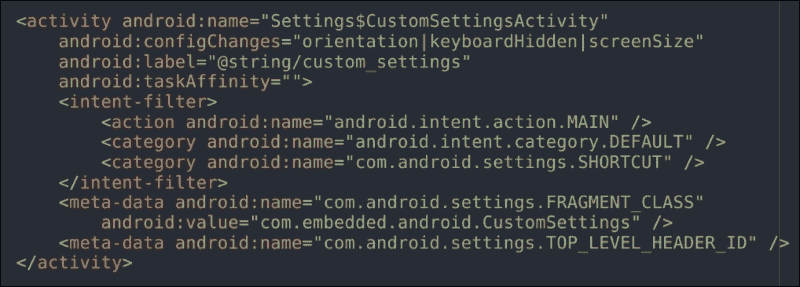 <activity android:name="Settings$CustomSettingsActivity"
android:configChanges="orientation|keyboardHidden|screenSize"
android:label="@string/custom_settings"
android:taskAffinity="">
<intent-filter>
<action android:name="android.intent.action.MAIN" />
<category android:name="android.intent.category.DEFAULT" />
<category android:name="com.android.settings.SHORTCUT" />
</intent-filter>
<meta-data android:name="com.android.settings.FRAGMENT_CLASS"
android:value="com.embedded.android.CustomSettings" />
<meta-data android:name="com.android.settings.TOP_LEVEL_HEADER_ID" />
</activity>